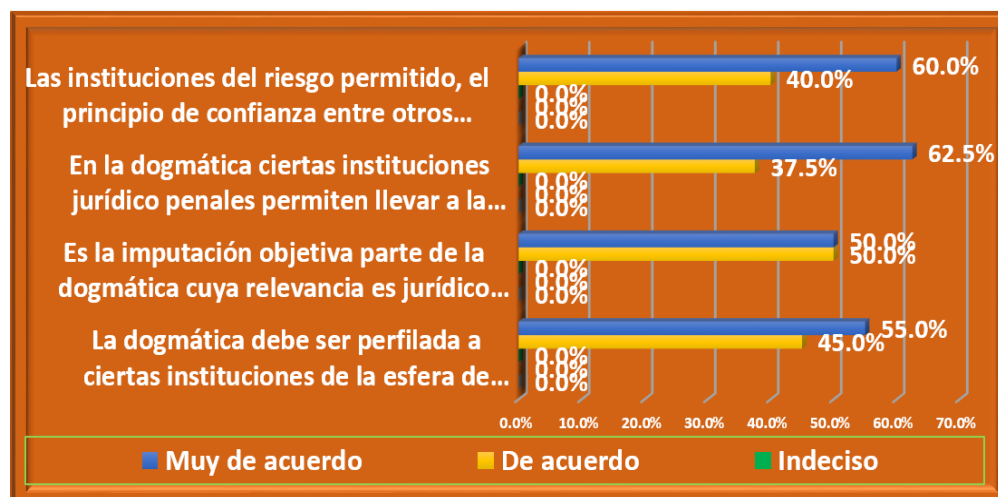 Las instituciones del riesgo permitido, el
principio de confianza entre otros...
60.0%
40.0%
0.0%
0.0%
0.0%
En la dogmática ciertas instituciones
jurídico penales permiten llevar a la...
62.5%
37.5%
0.0%
0.0%
0.0%
Es la imputación objetiva parte de la
dogmática cuya relevancia es jurídico...
50.0%
50.0%
0.0%
0.0%
0.0%
La dogmática debe ser perfilada a
ciertas instituciones de la esfera de...
55.0%
45.0%
0.0%
0.0%
0.0%
0.0% 10.0% 20.0% 30.0% 40.0% 50.0% 60.0% 70.0%
Muy de acuerdo De acuerdo Indeciso